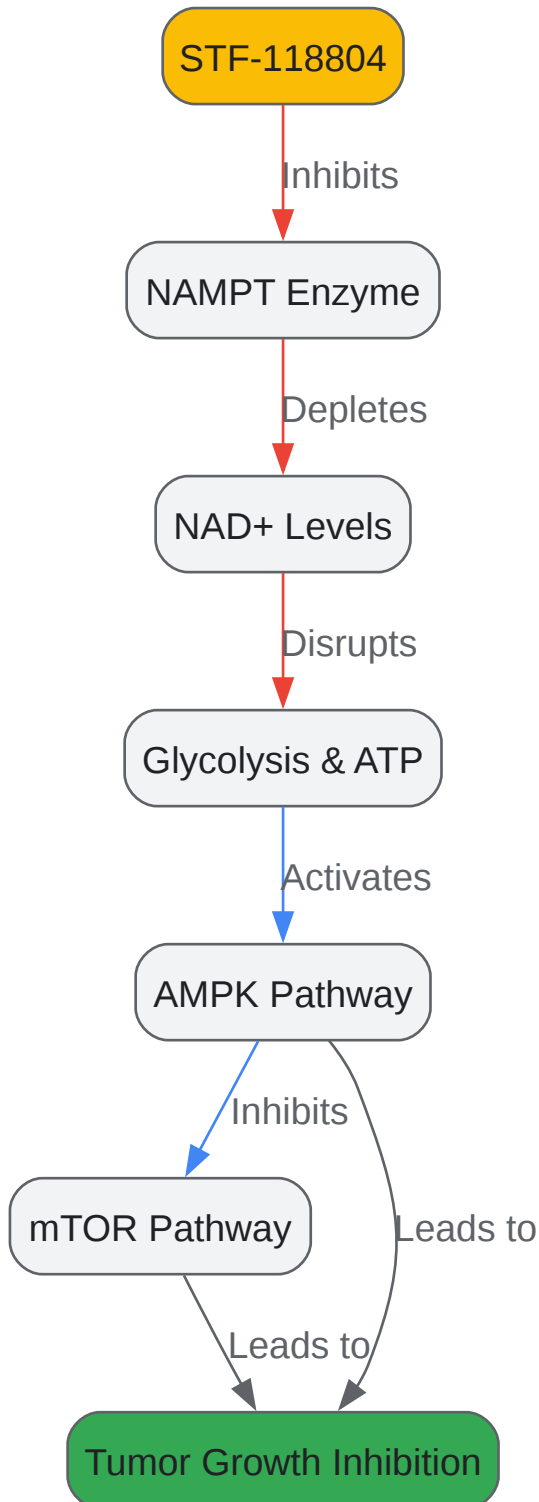 STF-118804
Inhibits
NAMPT Enzyme
Depletes
NAD+ Levels
Disrupts
Glycolysis & ATP
Activates
AMPK Pathway
Inhibits
mTOR Pathway
Leads to
Leads to
Tumor Growth Inhibition